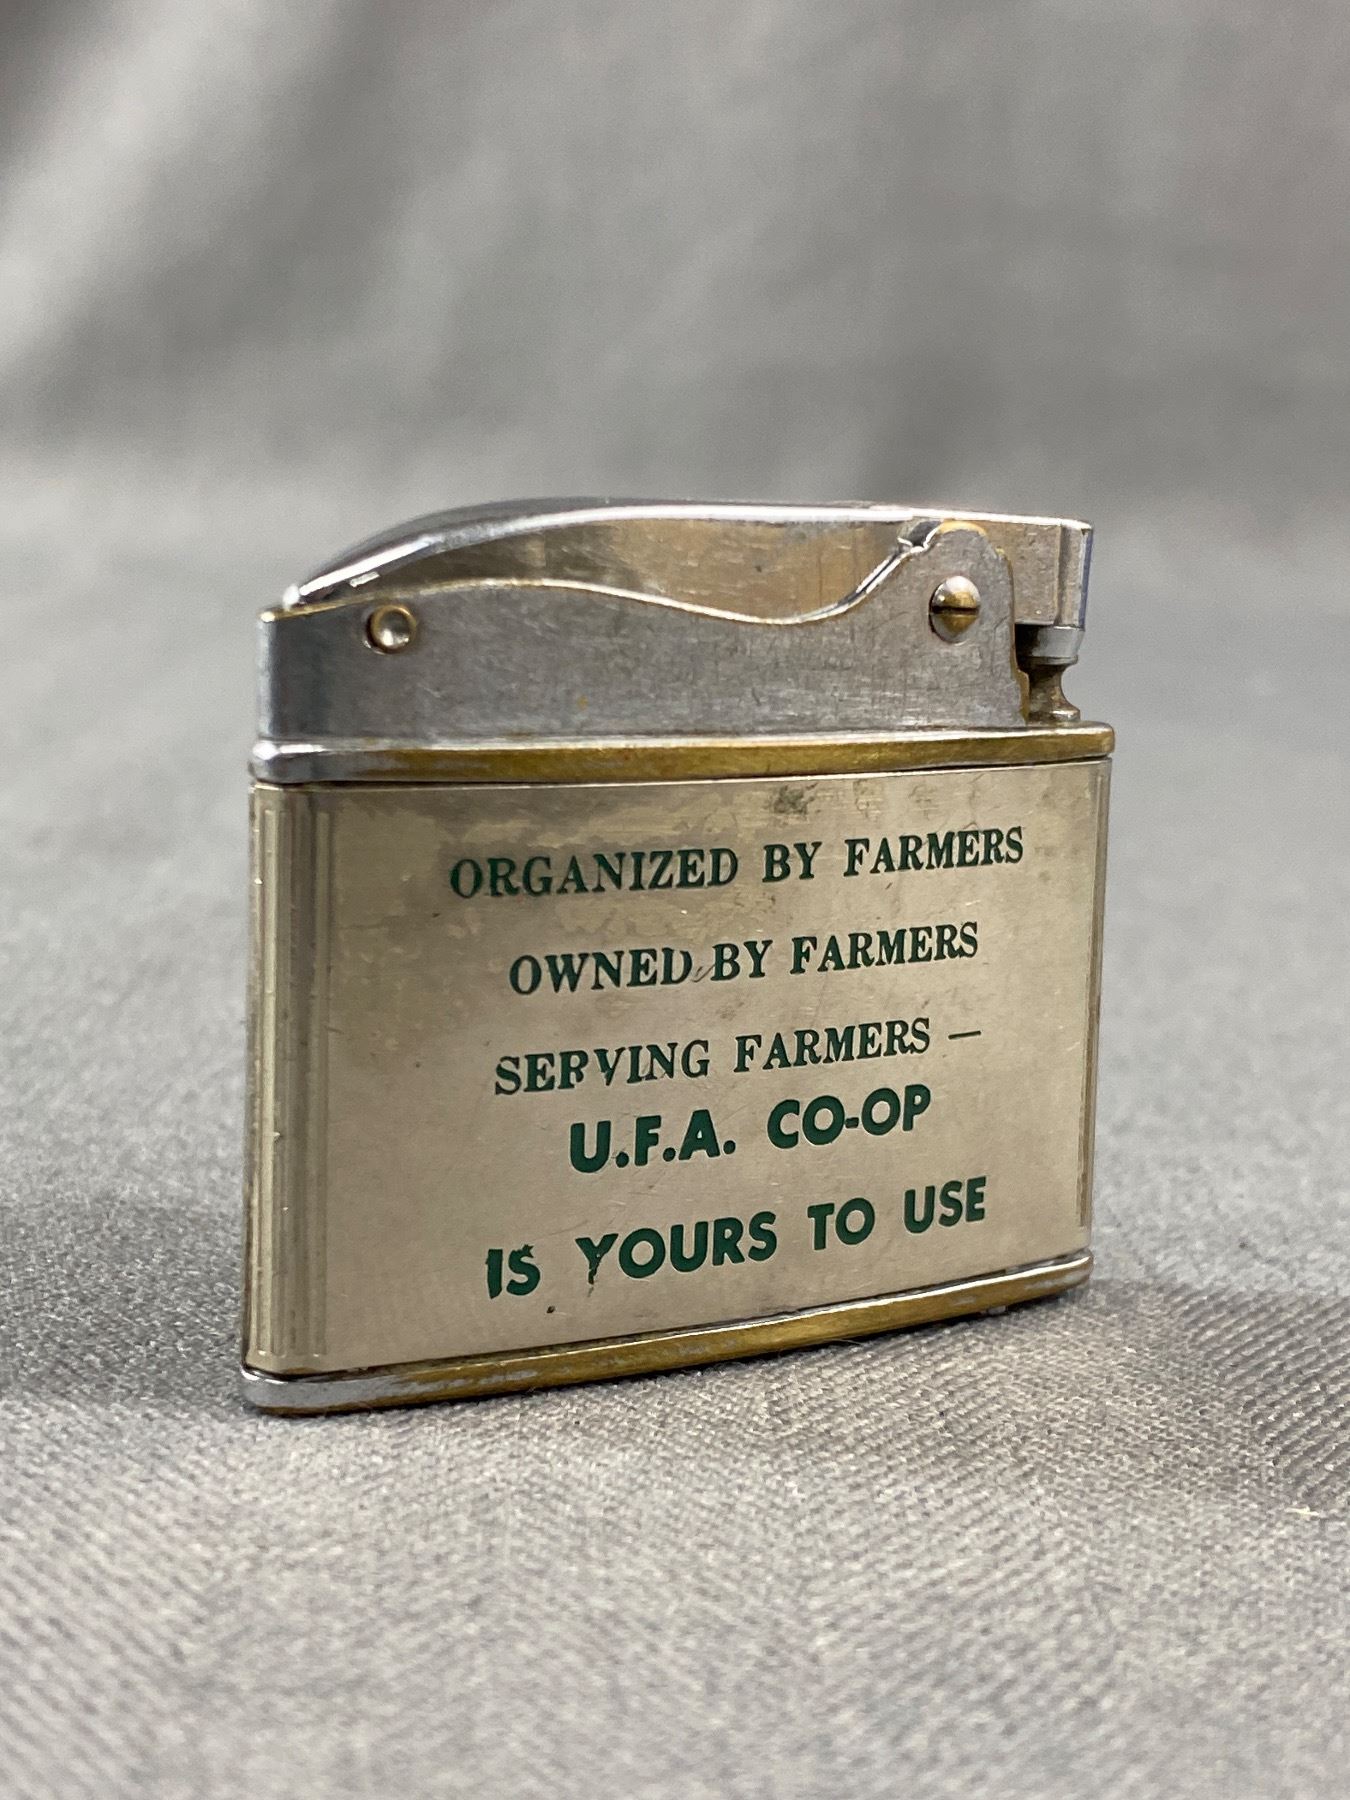 ORGANIZED BY FARMERS
OWNED BY FARMERS
SERVING FARMERS —
U.F.A. CO-OP
IS YOURS TO USE